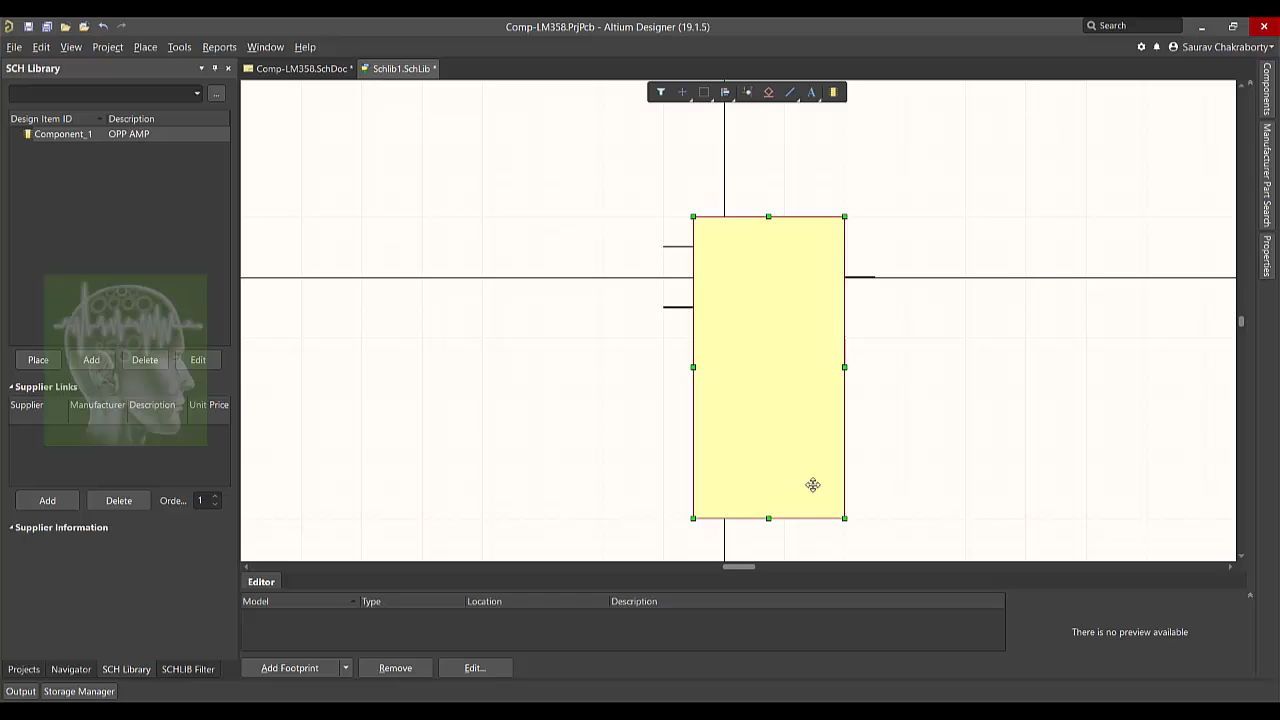 Comp-LM358.PrjPcb - Altium Designer (19.1.5)
Search
File Edit View Project Place Tools Reports Window Help
Saurav Chakraborty
SCH Library
Comp-LM358.SchDoc *
Schlib1.SchLib *
...
Design Item ID Description
Component_1 OPP AMP
Place Add Delete Edit
Supplier Links
Supplier Manufacturer Description Unit Price
Add Delete Orde... 1
Supplier Information
A
Components
Manufacturer Part Search
Properties
Editor
Model Type Location Description
There is no preview available
Add Footprint Remove Edit...
Projects Navigator SCH Library SCHLIB Filter
Output Storage Manager